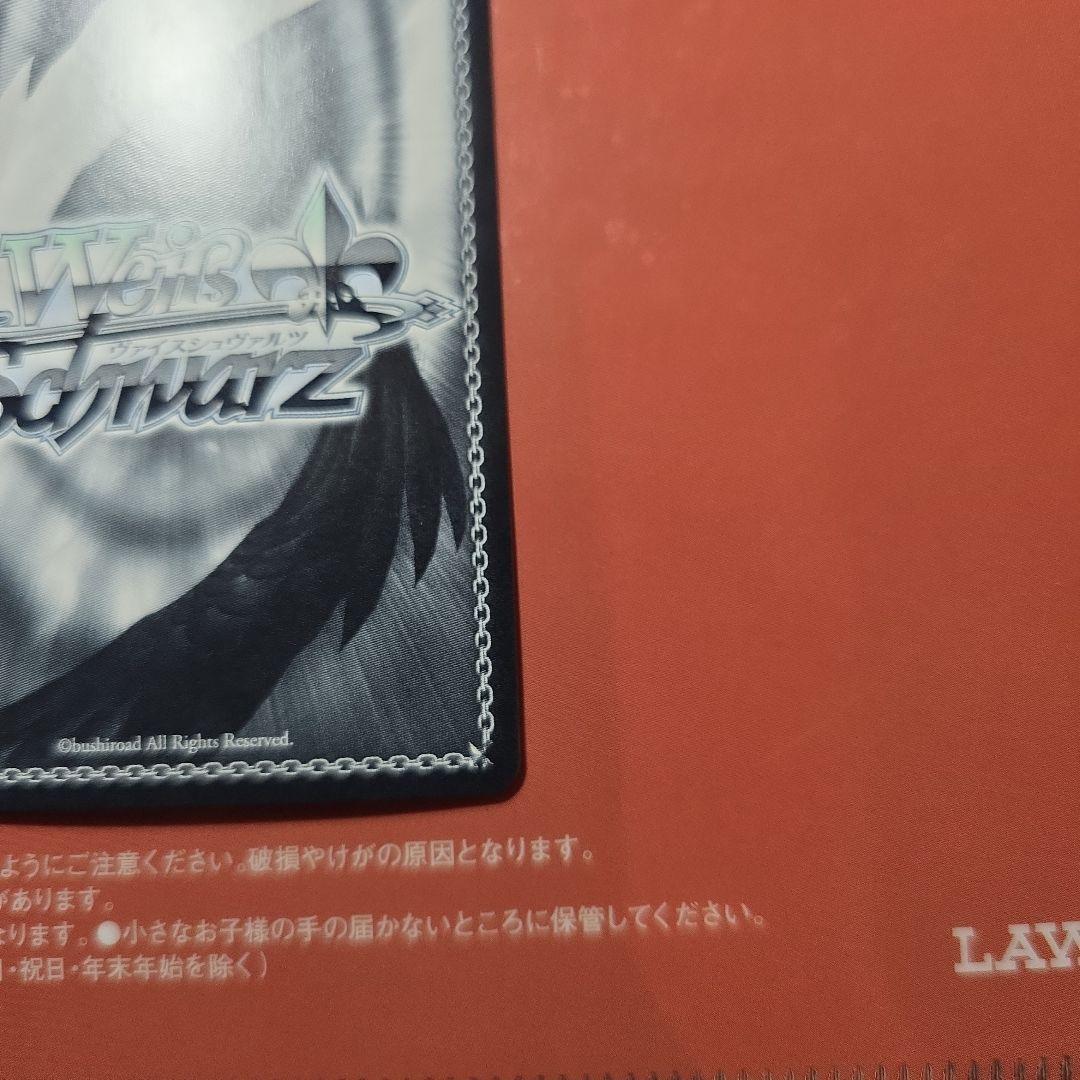 Weiß
ヴァイスシュヴァルツ
Schwarz
©bushiroad All Rights Reserved.
ようにご注意ください。破損やけがの原因となります。
があります。
なります。●小さなお子様の手の届かないところに保管してください。
・祝日・年末年始を除く）
LAW